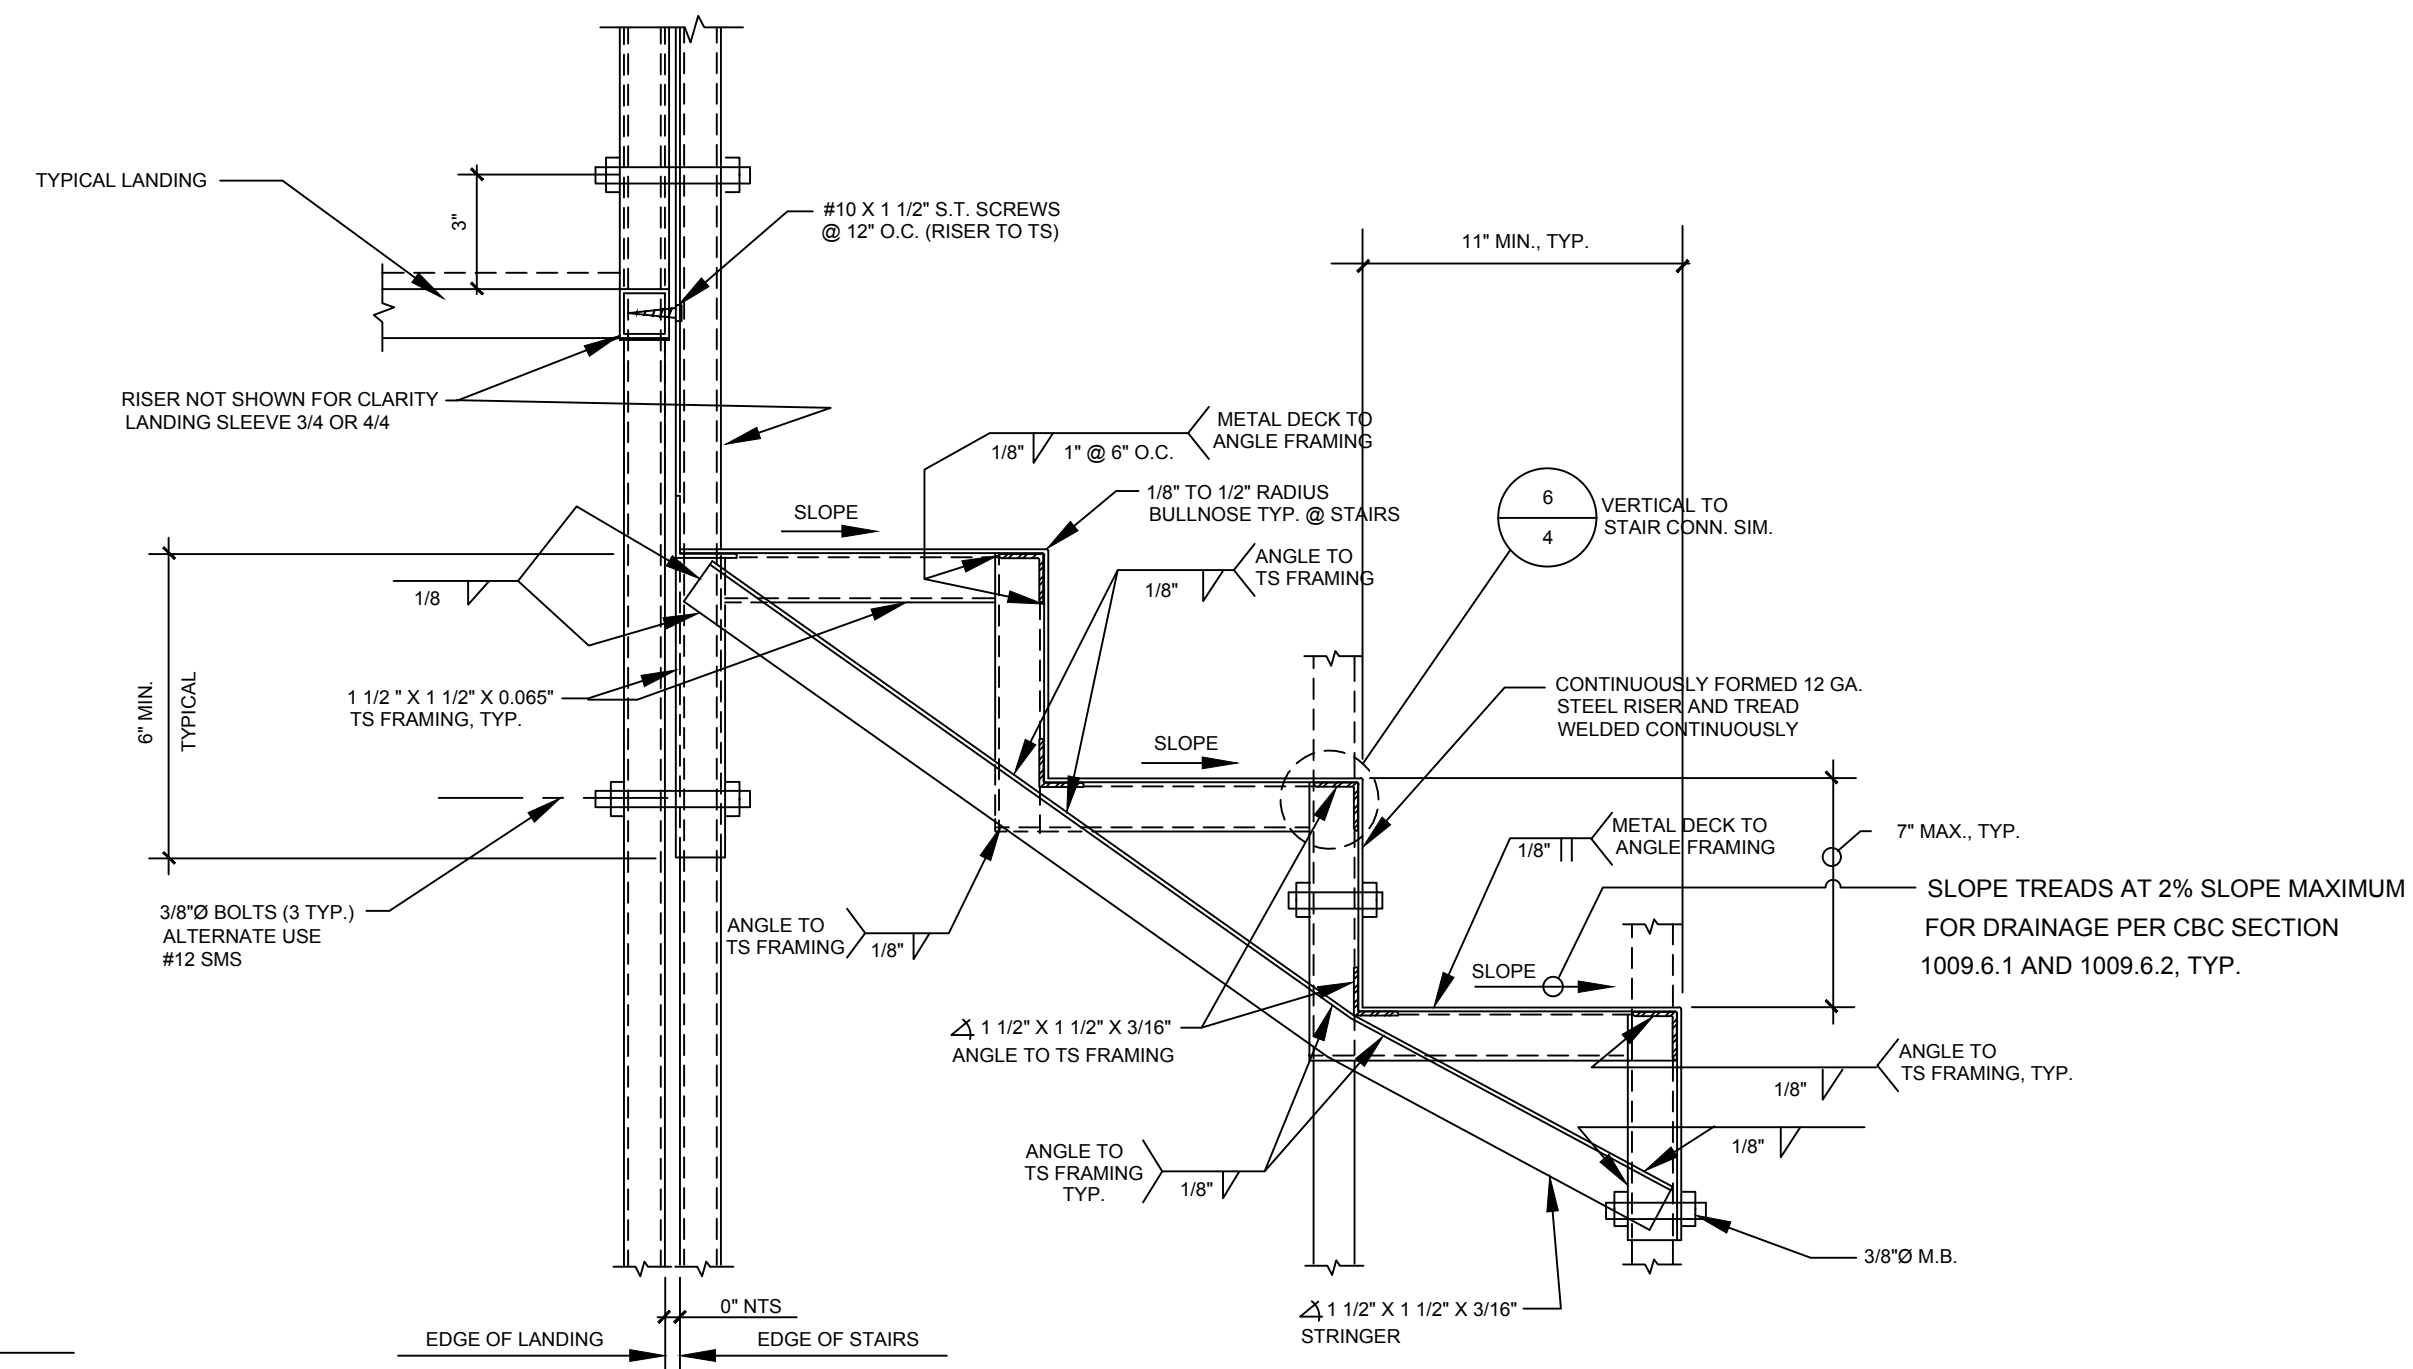 TYPICAL LANDING
3"
#10 X 1 1/2" S.T. SCREWS
@ 12" O.C. (RISER TO TS)
11" MIN., TYP.
RISER NOT SHOWN FOR CLARITY
LANDING SLEEVE 3/4 OR 4/4
METAL DECK TO
ANGLE FRAMING
1/8"
1" @ 6" O.C.
1/8" TO 1/2" RADIUS
BULLNOSE TYP. @ STAIRS
SLOPE
6
4
VERTICAL TO
STAIR CONN. SIM.
ANGLE TO
TS FRAMING
1/8"
1/8
6" MIN.
TYPICAL
1 1/2 " X 1 1/2" X 0.065"
TS FRAMING, TYP.
CONTINUOUSLY FORMED 12 GA.
STEEL RISER AND TREAD
WELDED CONTINUOUSLY
SLOPE
METAL DECK TO
ANGLE FRAMING
1/8"
7" MAX., TYP.
SLOPE TREADS AT 2% SLOPE MAXIMUM
FOR DRAINAGE PER CBC SECTION
1009.6.1 AND 1009.6.2, TYP.
3/8"Ø BOLTS (3 TYP.)
ALTERNATE USE
#12 SMS
ANGLE TO
TS FRAMING
1/8"
SLOPE
1 1/2" X 1 1/2" X 3/16"
ANGLE TO TS FRAMING
ANGLE TO
TS FRAMING, TYP.
1/8"
1/8"
ANGLE TO
TS FRAMING
TYP.
1/8"
3/8"Ø M.B.
1 1/2" X 1 1/2" X 3/16"
STRINGER
0" NTS
EDGE OF LANDING
EDGE OF STAIRS